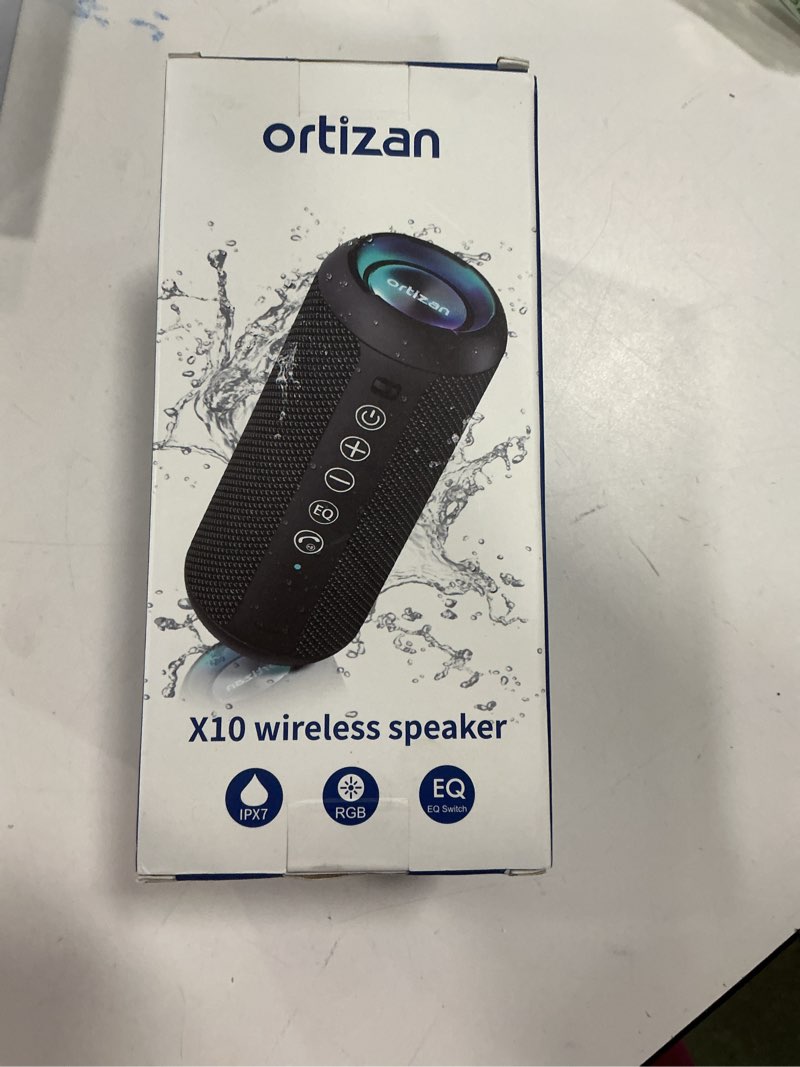 ortizan
ortizan
EQ
X10 wireless speaker
IPX7
RGB
EQ
EQ Switch